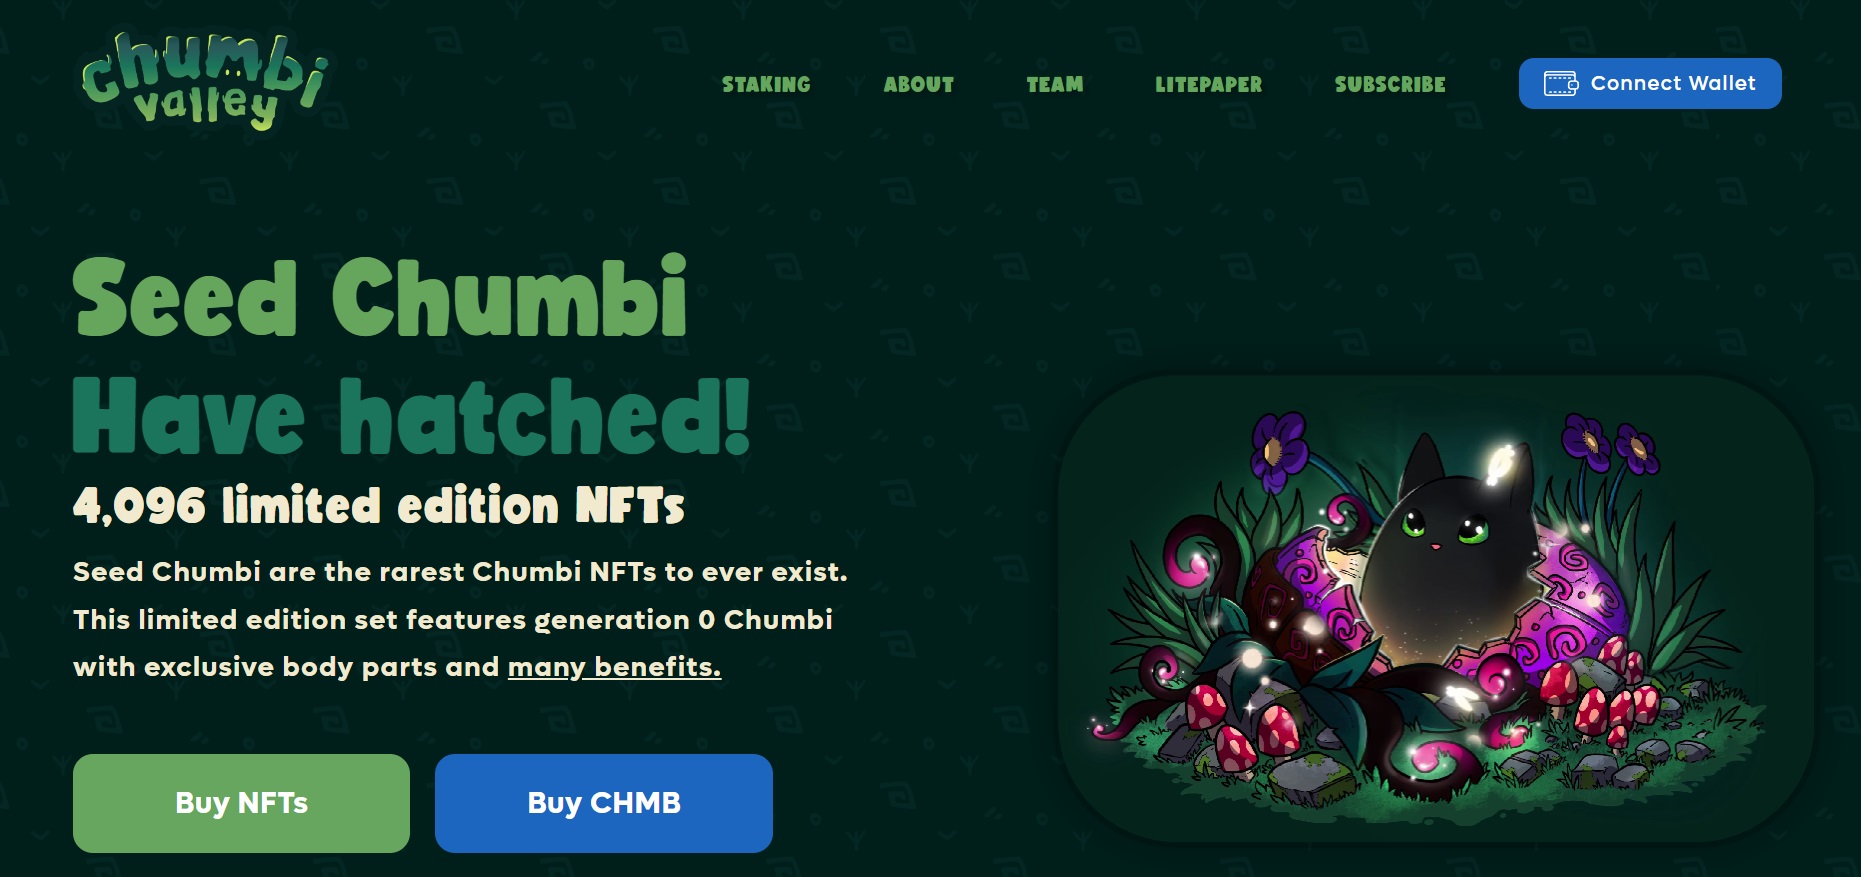 chumbi
valley
STAKING
ABOUT
TEAM
LITEPAPER
SUBSCRIBE
Connect Wallet
Seed Chumbi
Have hatched!
4,096 limited edition NFTs
Seed Chumbi are the rarest Chumbi NFTs to ever exist.
This limited edition set features generation 0 Chumbi
with exclusive body parts and many benefits.
Buy NFTs
Buy CHMB